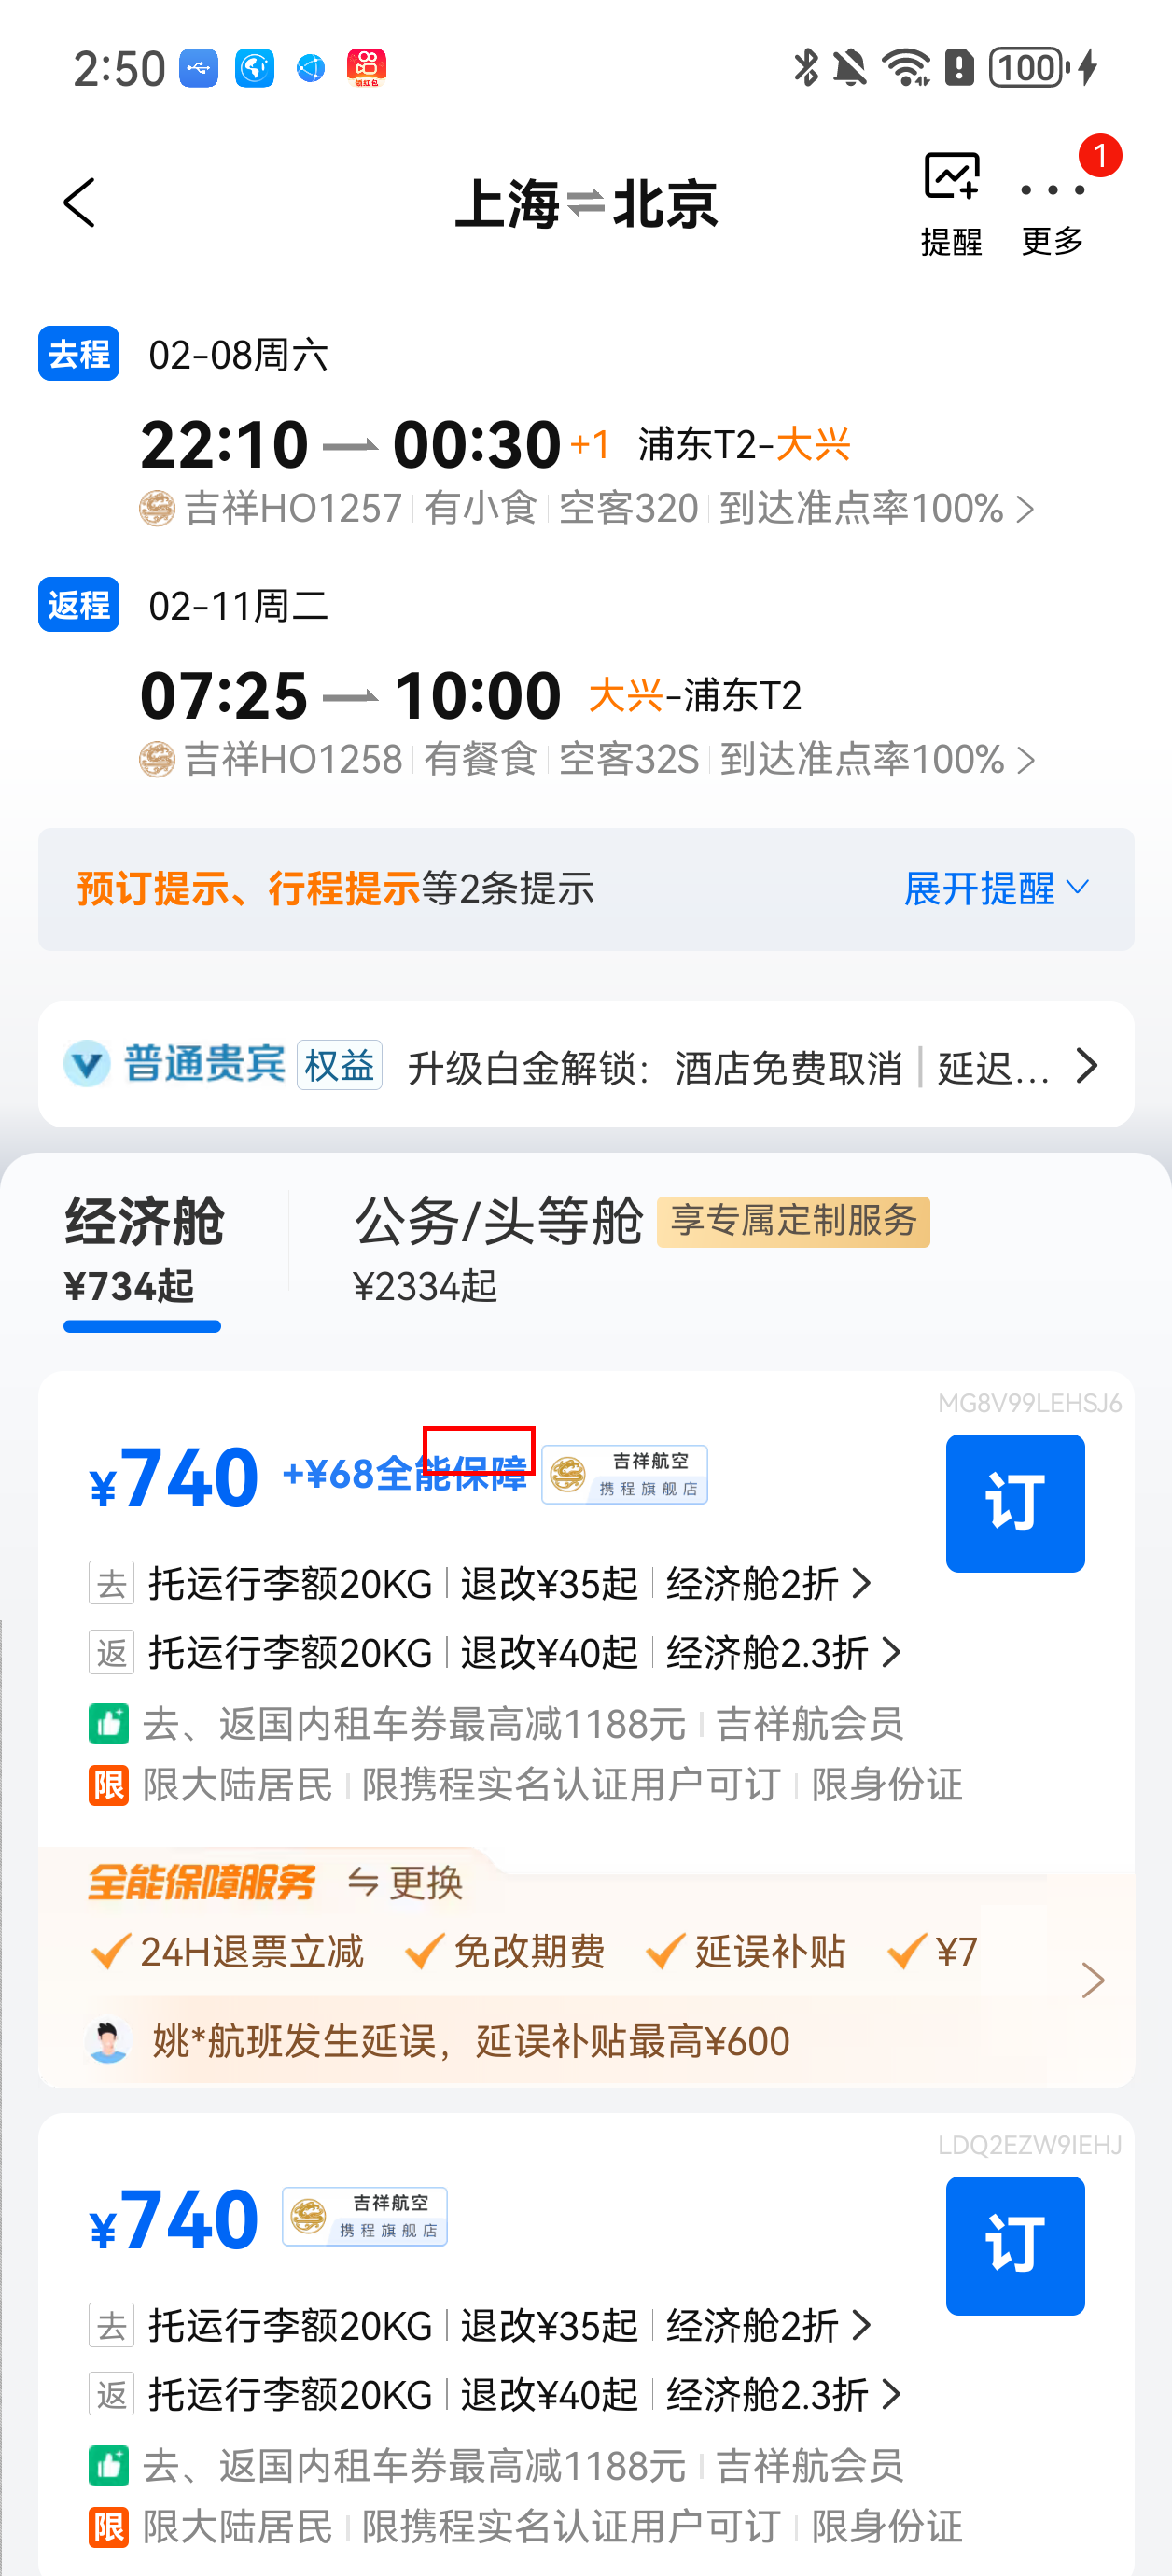 2:50 领红包 100
上海⇌北京 提醒 更多 1
去程 02-08周六
22:10 00:30 +1 浦东T2-大兴
吉祥HO1257 | 有小食 | 空客320 | 到达准点率100% >
返程 02-11周二
07:25 10:00 大兴-浦东T2
吉祥HO1258 | 有餐食 | 空客32S | 到达准点率100% >
预订提示、行程提示等2条提示 展开提醒
普通贵宾 权益 升级白金解锁：酒店免费取消 | 延迟... >
经济舱 公务/头等舱 享专属定制服务
¥734起 ¥2334起
MG8V99LEHSJ6
¥740 +¥68全能保障 吉祥航空 携程旗舰店 订
去 托运行李额20KG | 退改¥35起 | 经济舱2折 >
返 托运行李额20KG | 退改¥40起 | 经济舱2.3折 >
去、返国内租车券最高减1188元 | 吉祥航会员
限 限大陆居民 | 限携程实名认证用户可订 | 限身份证
全能保障服务 ⇋ 更换
24H退票立减 免改期费 延误补贴 ¥7 >
姚*航班发生延误，延误补贴最高¥600
LDQ2EZW9IEHJ
¥740 吉祥航空 携程旗舰店 订
去 托运行李额20KG | 退改¥35起 | 经济舱2折 >
返 托运行李额20KG | 退改¥40起 | 经济舱2.3折 >
去、返国内租车券最高减1188元 | 吉祥航会员
限 限大陆居民 | 限携程实名认证用户可订 | 限身份证